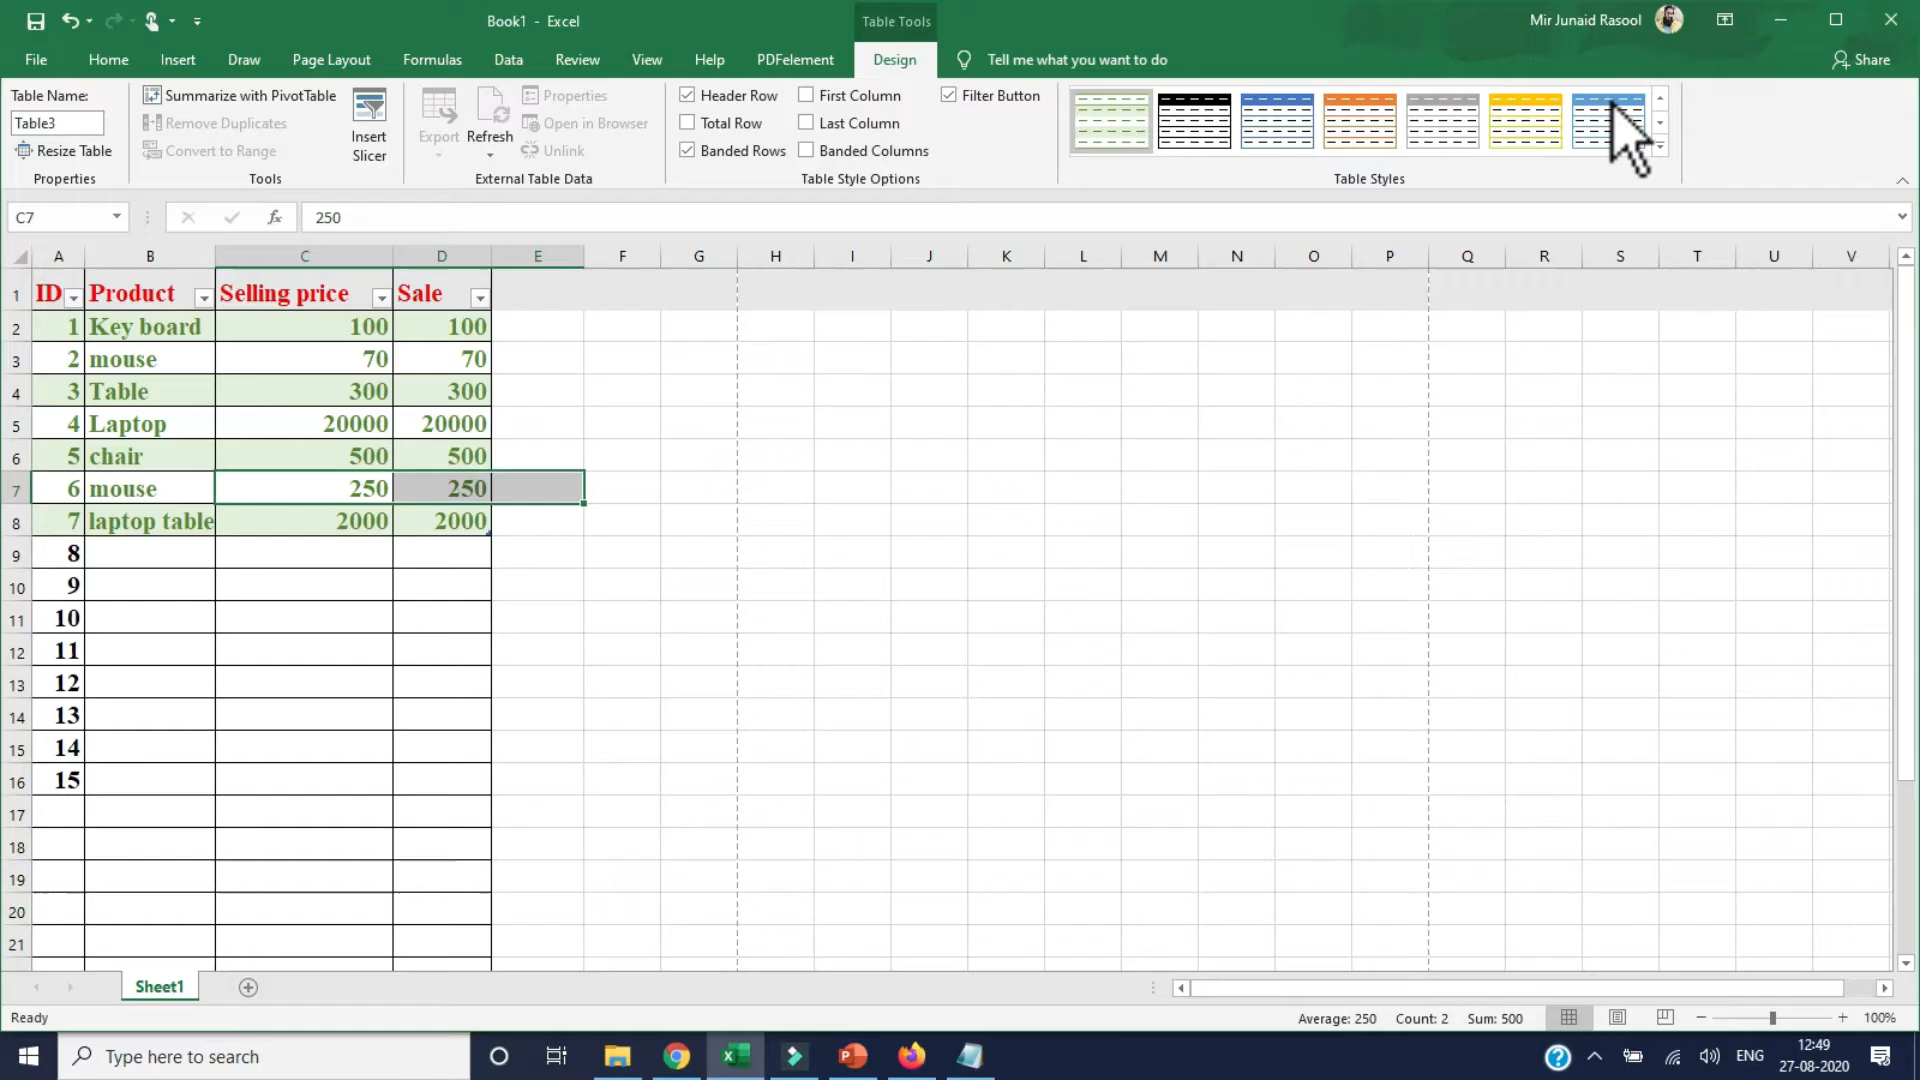 Book1 - Excel
Table Tools
Mir Junaid Rasool
File Home Insert Draw Page Layout Formulas Data Review View Help PDFelement Design Tell me what you want to do Share
Table Name:
Table3
Resize Table
Properties
Summarize with PivotTable
Remove Duplicates
Convert to Range
Insert Slicer
Tools
Export
Refresh
Properties
Open in Browser
Unlink
External Table Data
Header Row First Column Filter Button
Total Row Last Column
Banded Rows Banded Columns
Table Style Options
Table Styles
C7 fx 250
A B C D E F G H I J K L M N O P Q R S T U V
1 ID Product Selling price Sale
2 1 Key board 100 100
3 2 mouse 70 70
4 3 Table 300 300
5 4 Laptop 20000 20000
6 5 chair 500 500
7 6 mouse 250 250
8 7 laptop table 2000 2000
9 8
10 9
11 10
12 11
13 12
14 13
15 14
16 15
17
18
19
20
21
Sheet1
Ready Average: 250 Count: 2 Sum: 500 100%
Type here to search
ENG
12:49
27-08-2020